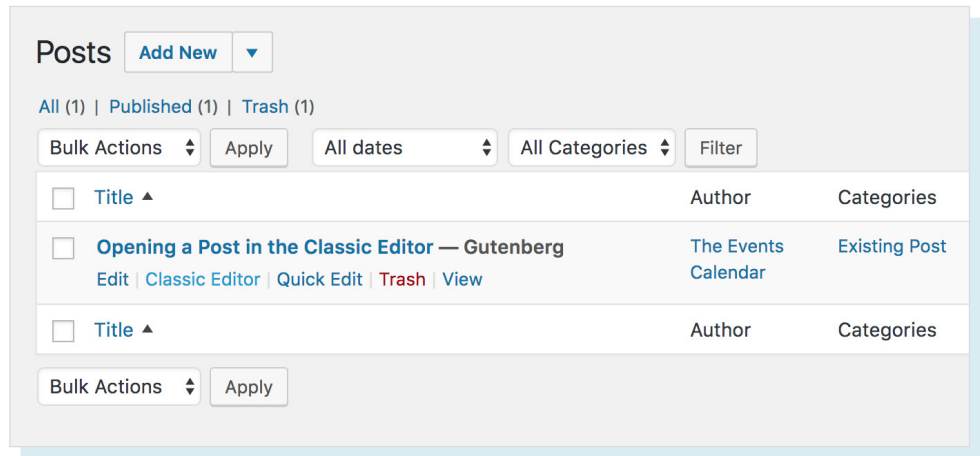 Posts Add New
All (1) | Published (1) | Trash (1)
Bulk Actions Apply All dates All Categories Filter
Title Author Categories
Opening a Post in the Classic Editor — Gutenberg The Events Existing Post
Edit | Classic Editor | Quick Edit | Trash | View Calendar
Title Author Categories
Bulk Actions Apply